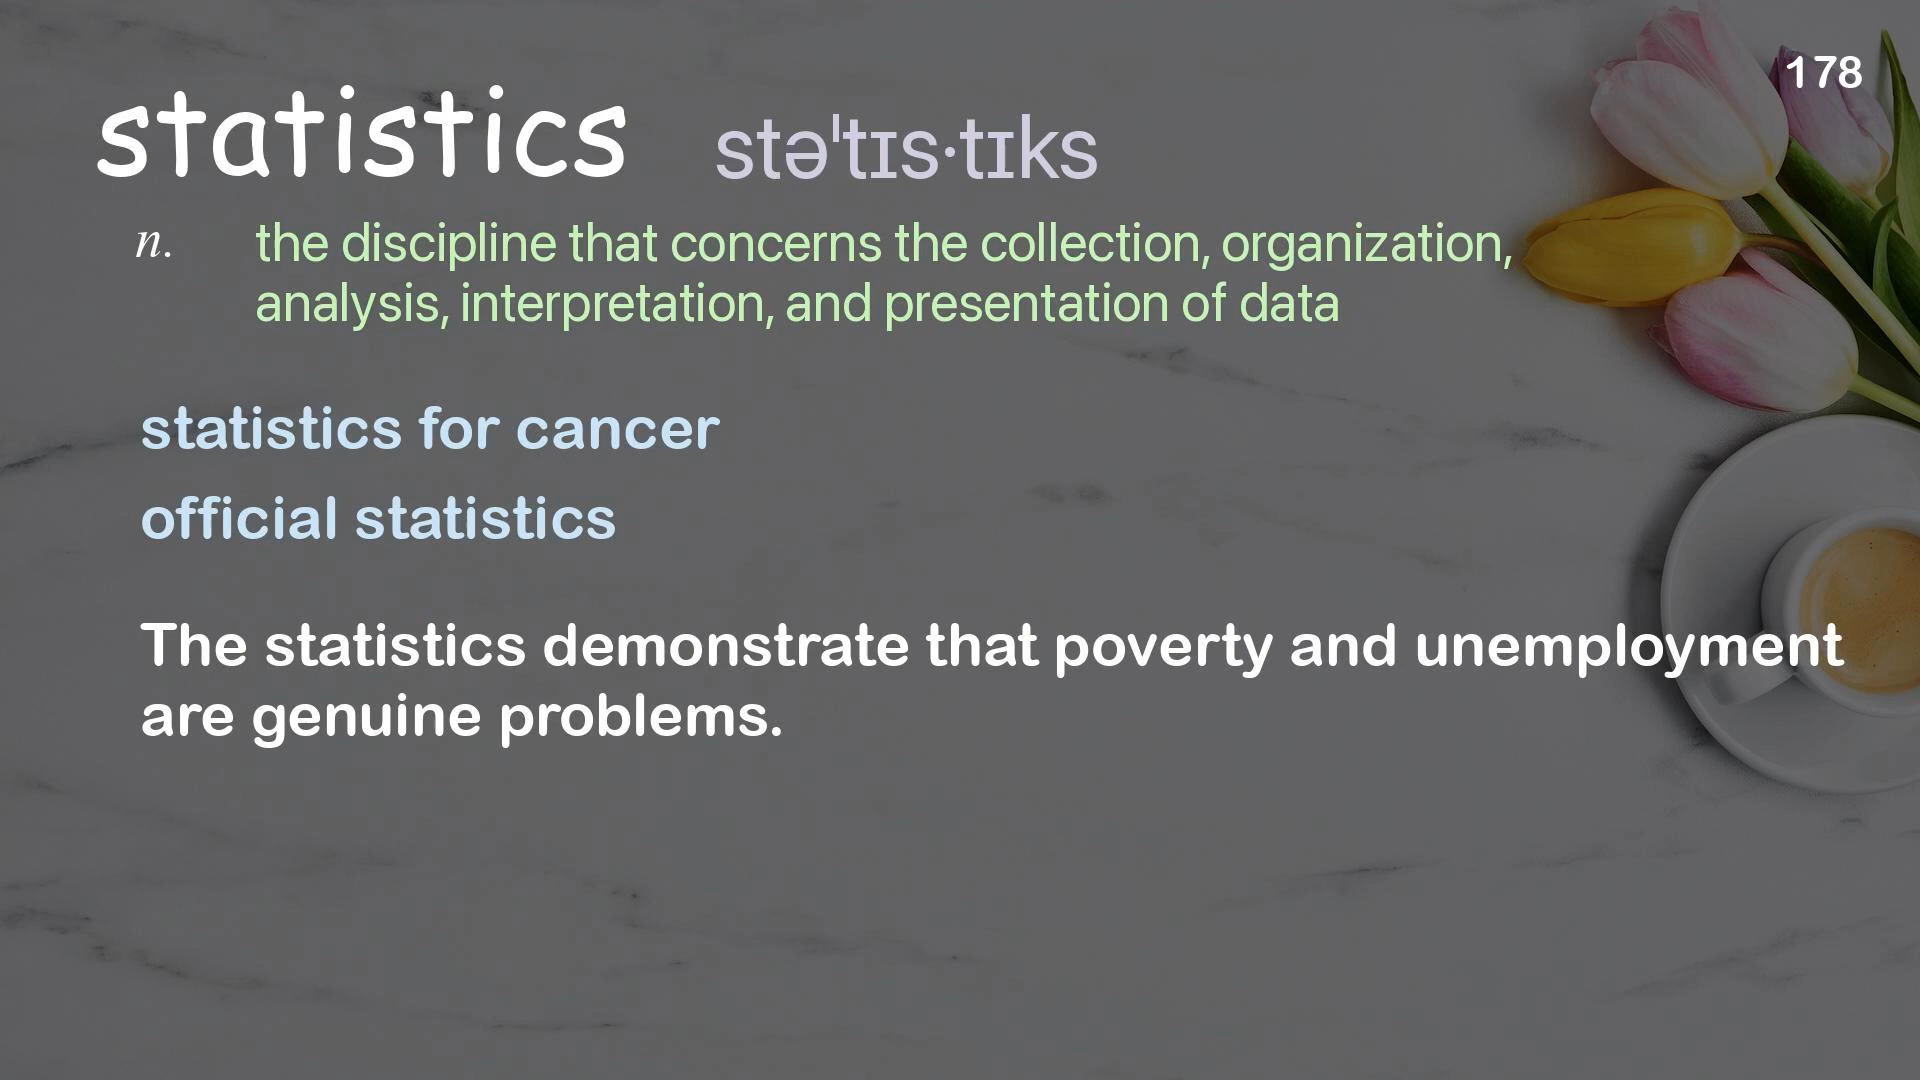 178
statistics stəˈtɪs·tɪks
n. the discipline that concerns the collection, organization,
analysis, interpretation, and presentation of data
statistics for cancer
official statistics
The statistics demonstrate that poverty and unemployment
are genuine problems.